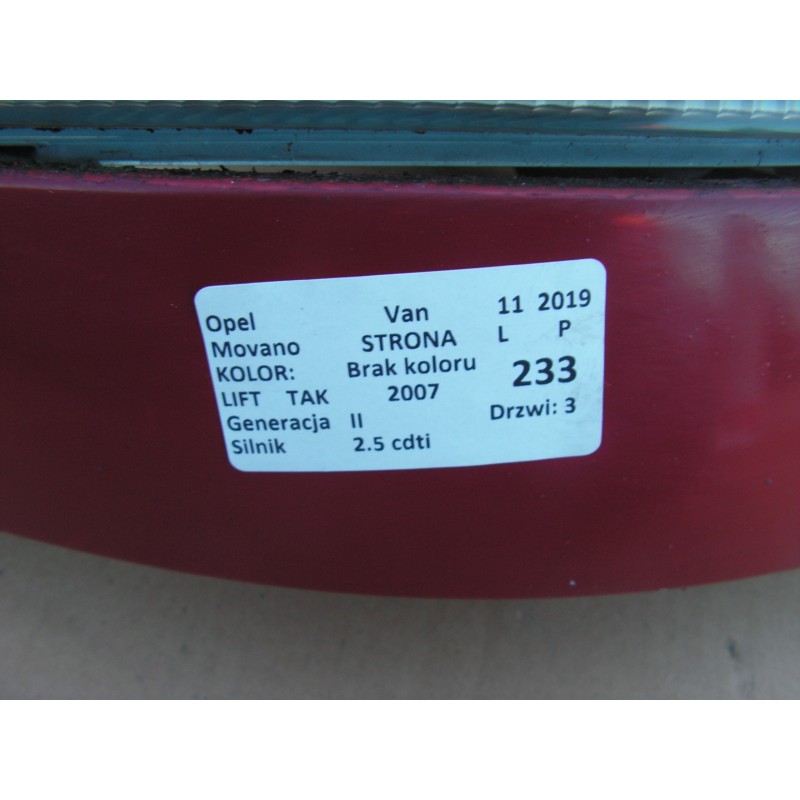 Opel Van 11 2019
Movano STRONA L P
KOLOR: Brak koloru 233
LIFT TAK 2007
Generacja II Drzwi: 3
Silnik 2.5 cdti